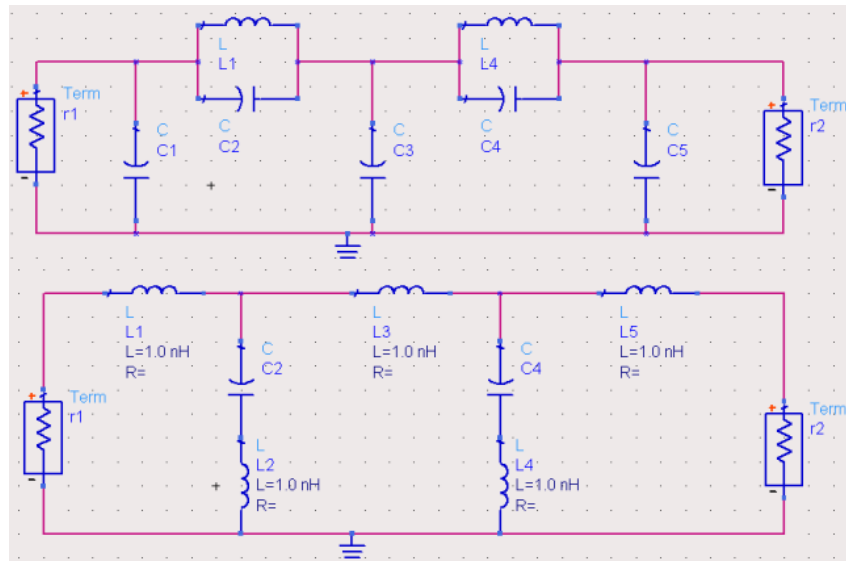 L
L1
L
L4
Term
r1
C
C1
C
C2
C
C3
C
C4
C
C5
Term
r2
L
L1
L=1.0 nH
R=
L
L3
L=1.0 nH
R=
L
L5
L=1.0 nH
R=
C
C2
C
C4
Term
r1
Term
r2
L
L2
L=1.0 nH
R=
L
L4
L=1.0 nH
R=